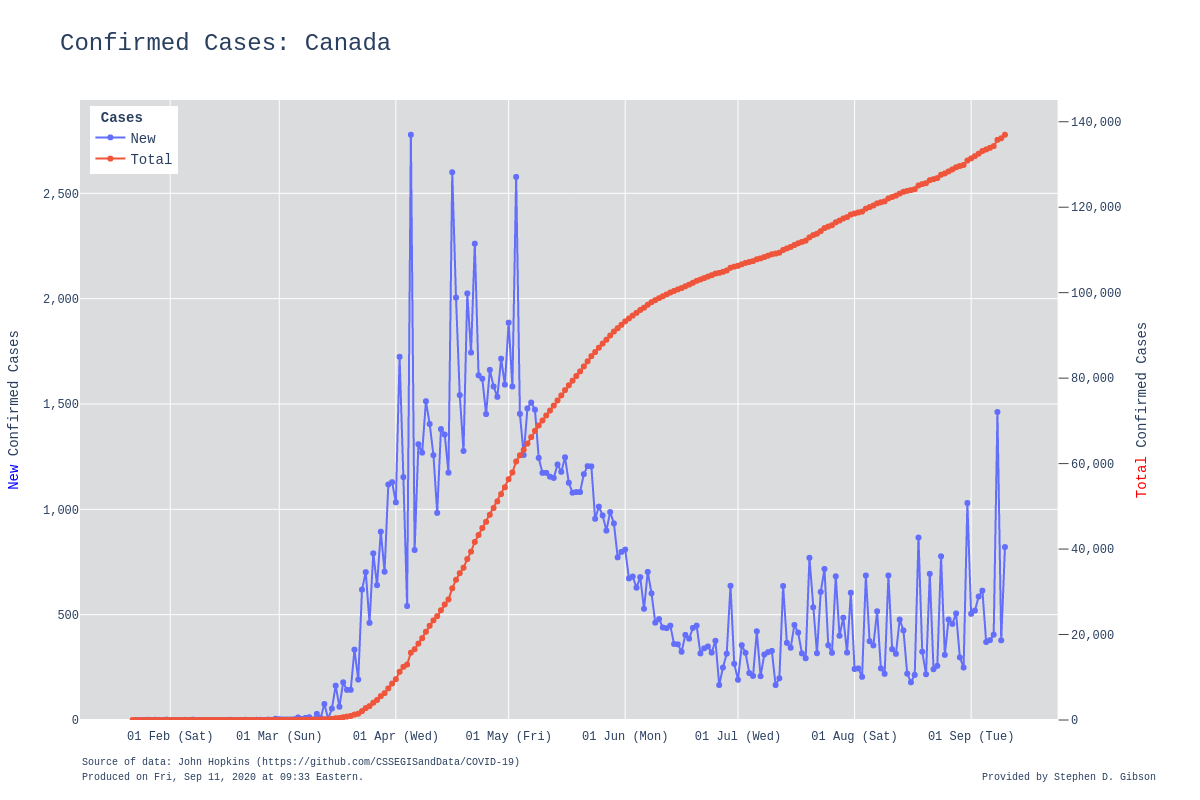 Confirmed Cases: Canada
Cases
New
Total
2,500
2,000
1,500
1,000
500
0
140,000
120,000
100,000
80,000
60,000
40,000
20,000
0
New Confirmed Cases
Total Confirmed Cases
01 Feb (Sat) 01 Mar (Sun) 01 Apr (Wed) 01 May (Fri) 01 Jun (Mon) 01 Jul (Wed) 01 Aug (Sat) 01 Sep (Tue)
Source of data: John Hopkins (https://github.com/CSSEGISandData/COVID-19)
Produced on Fri, Sep 11, 2020 at 09:33 Eastern.
Provided by Stephen D. Gibson